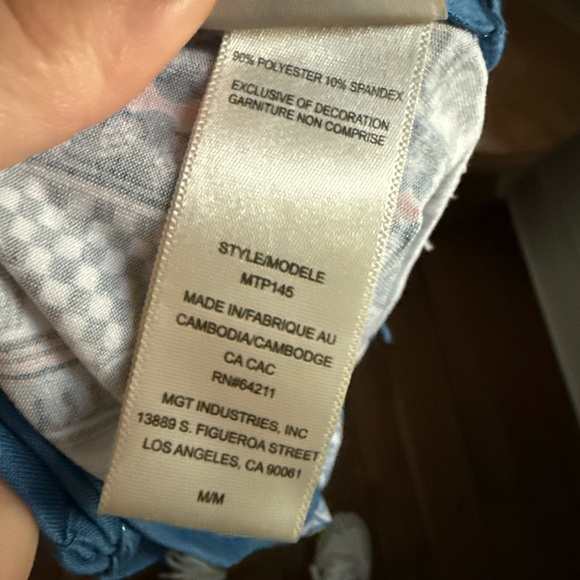 90% POLYESTER 10% SPANDEX
EXCLUSIVE OF DECORATION
GARNITURE NON COMPRISE
STYLE/MODELE
MTP145
MADE IN/FABRIQUE AU
CAMBODIA/CAMBODGE
CA CAC
RN#64211
MGT INDUSTRIES, INC
13889 S. FIGUEROA STREET
LOS ANGELES, CA 90061
M/M